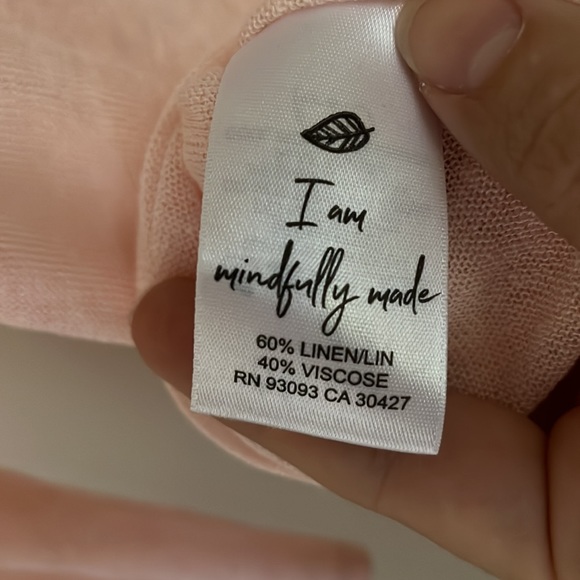 I am
mindfully made
60% LINEN/LIN
40% VISCOSE
RN 93093 CA 30427